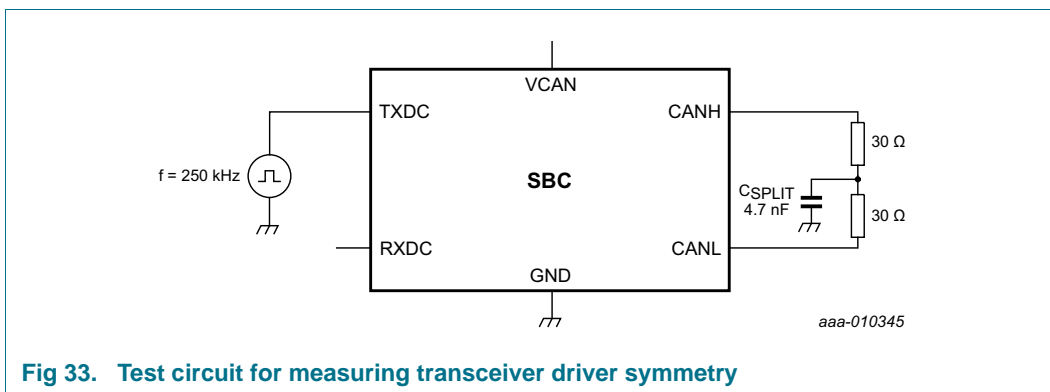 VCAN
TXDC
CANH
30 Ω
f = 250 kHz
SBC
CSPLIT
4.7 nF
30 Ω
RXDC
CANL
GND
aaa-010345
Fig 33. Test circuit for measuring transceiver driver symmetry